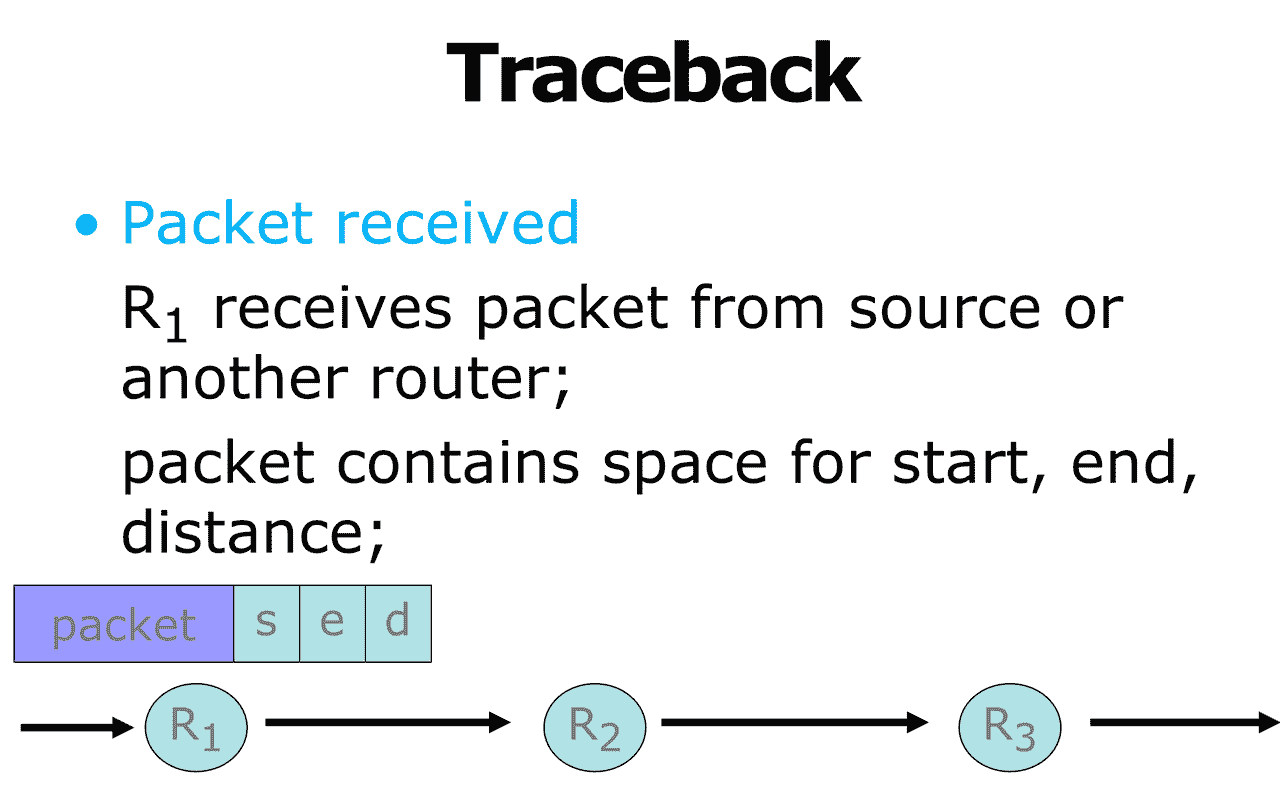 Traceback
• Packet received
R₁ receives packet from source or
another router;
packet contains space for start, end,
distance;
packet s e d
R₁ R₂ R₃